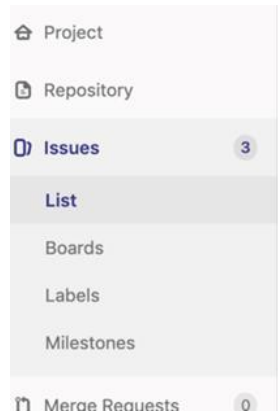 Project
Repository
Issues 3
List
Boards
Labels
Milestones
Merge Requests 0